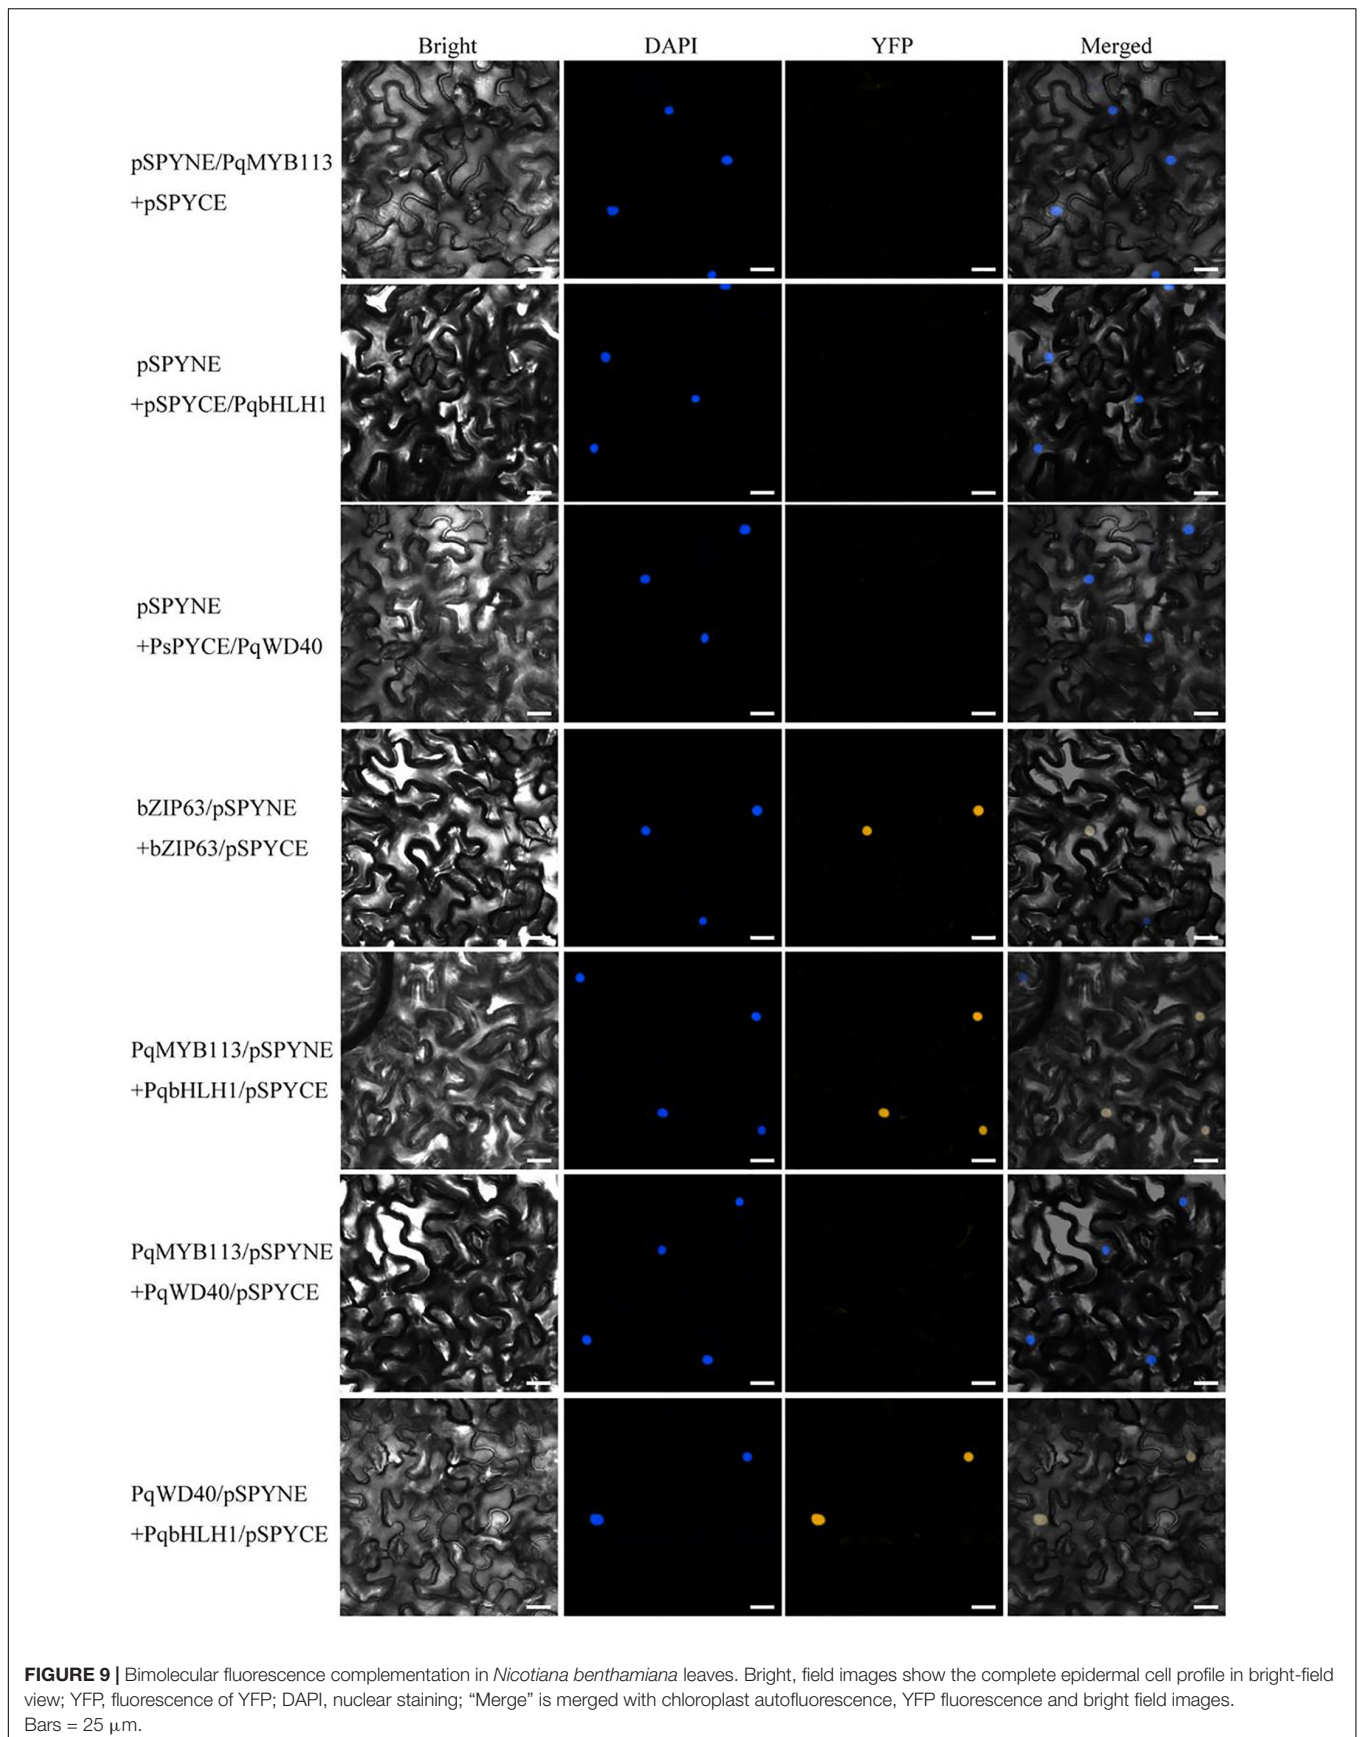 Bright DAPI YFP Merged
pSPYNE/PqMYB113
+pSPYCE
pSPYNE
+pSPYCE/PqbHLH1
pSPYNE
+PsPYCE/PqWD40
bZIP63/pSPYNE
+bZIP63/pSPYCE
PqMYB113/pSPYNE
+PqbHLH1/pSPYCE
PqMYB113/pSPYNE
+PqWD40/pSPYCE
PqWD40/pSPYNE
+PqbHLH1/pSPYCE
FIGURE 9 | Bimolecular fluorescence complementation in Nicotiana benthamiana leaves. Bright, field images show the complete epidermal cell profile in bright-field
view; YFP, fluorescence of YFP; DAPI, nuclear staining; “Merge” is merged with chloroplast autofluorescence, YFP fluorescence and bright field images.
Bars = 25 μm.